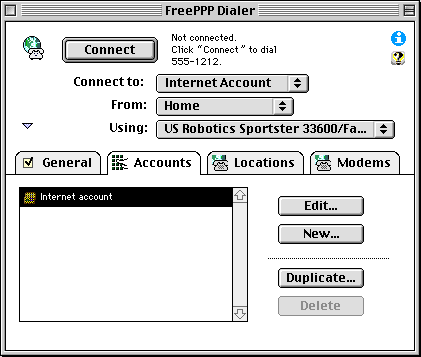 FreePPP Dialer
Connect
Not connected.
Click "Connect" to dial
555-1212.
Connect to: Internet Account
From: Home
Using: US Robotics Sportster 33600/Fa...
General Accounts Locations Modems
Internet account
Edit...
New...
Duplicate...
Delete